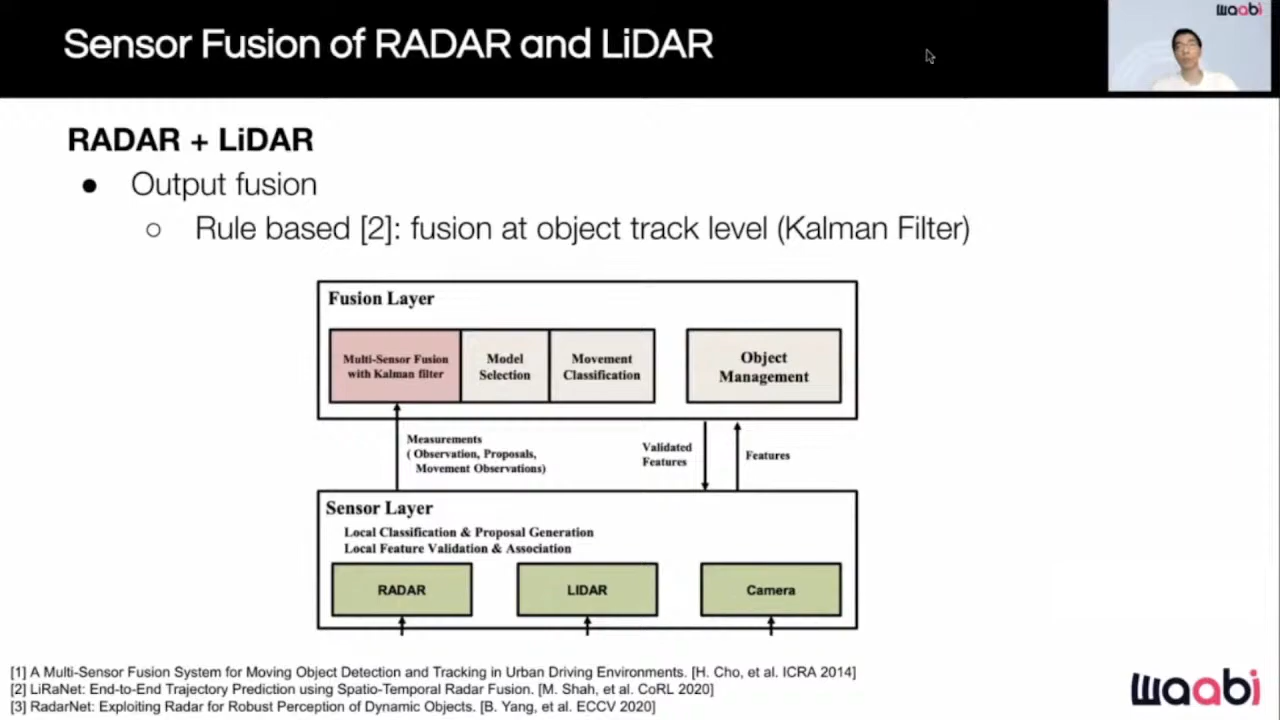 Sensor Fusion of RADAR and LiDAR
waabi
RADAR + LiDAR
● Output fusion
○ Rule based [2]: fusion at object track level (Kalman Filter)
Fusion Layer
Multi-Sensor Fusion
with Kalman filter
Model
Selection
Movement
Classification
Object
Management
Measurements
( Observation, Proposals,
Movement Observations)
Validated
Features
Features
Sensor Layer
Local Classification & Proposal Generation
Local Feature Validation & Association
RADAR
LIDAR
Camera
[1] A Multi-Sensor Fusion System for Moving Object Detection and Tracking in Urban Driving Environments. [H. Cho, et al. ICRA 2014]
[2] LiRaNet: End-to-End Trajectory Prediction using Spatio-Temporal Radar Fusion. [M. Shah, et al. CoRL 2020]
[3] RadarNet: Exploiting Radar for Robust Perception of Dynamic Objects. [B. Yang, et al. ECCV 2020]
waabi